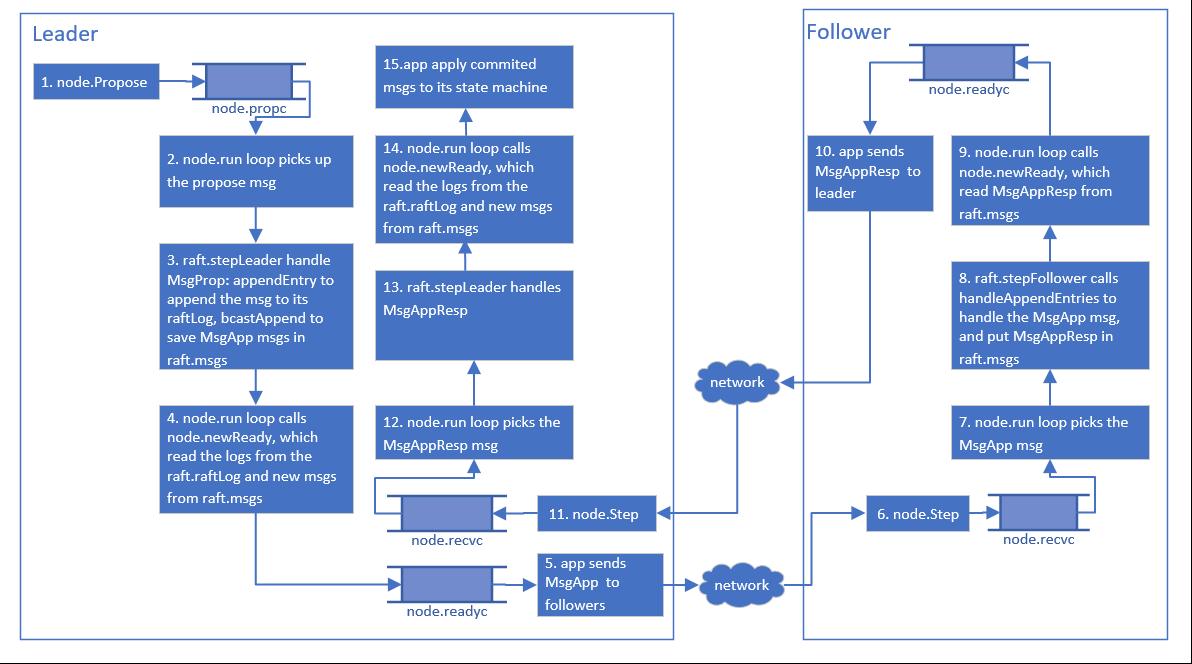 Leader
1. node.Propose
node.propc
2. node.run loop picks up
the propose msg
3. raft.stepLeader handle
MsgProp: appendEntry to
append the msg to its
raftLog, bcastAppend to
save MsgApp msgs in
raft.msgs
4. node.run loop calls
node.newReady, which
read the logs from the
raft.raftLog and new msgs
from raft.msgs
node.readyc
5. app sends
MsgApp to
followers
network
Follower
6. node.Step
node.recvc
7. node.run loop picks the
MsgApp msg
8. raft.stepFollower calls
handleAppendEntries to
handle the MsgApp msg,
and put MsgAppResp in
raft.msgs
9. node.run loop calls
node.newReady, which
read MsgAppResp from
raft.msgs
node.readyc
10. app sends
MsgAppResp to
leader
network
11. node.Step
node.recvc
12. node.run loop picks the
MsgAppResp msg
13. raft.stepLeader handles
MsgAppResp
14. node.run loop calls
node.newReady, which
read the logs from the
raft.raftLog and new msgs
from raft.msgs
15.app apply commited
msgs to its state machine